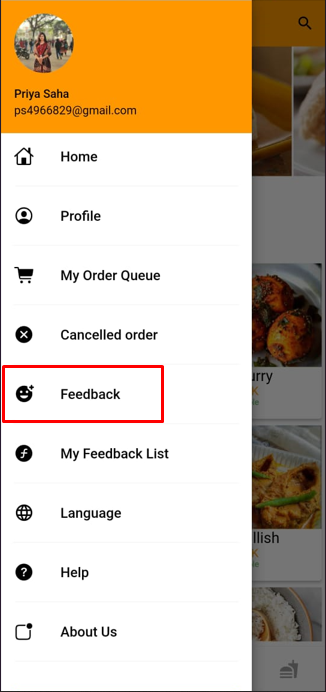 Priya Saha
ps4966829@gmail.com
Home
Profile
My Order Queue
Cancelled order
Feedback
My Feedback List
Language
Help
About Us
urry
K
llish
K